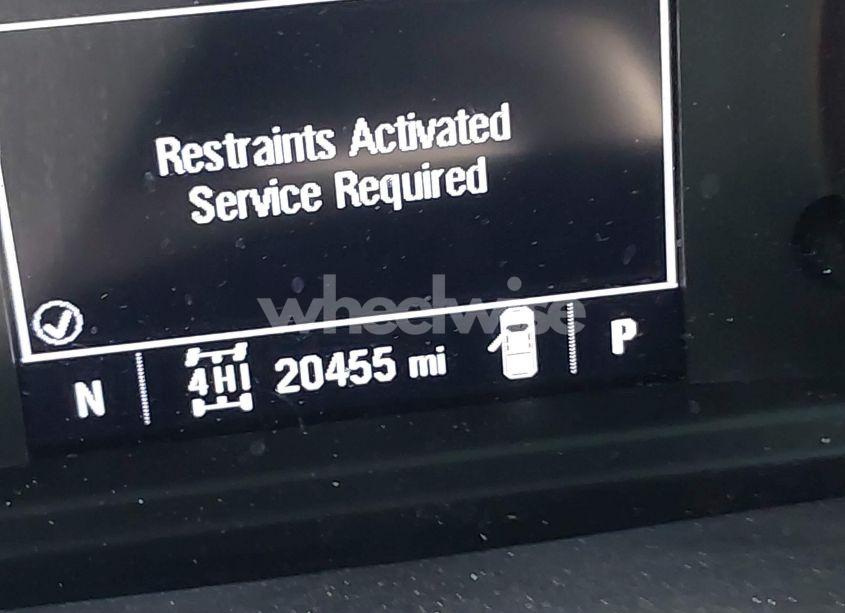 Restraints Activated
Service Required
wheelwise
N 4HI 20455 mi P